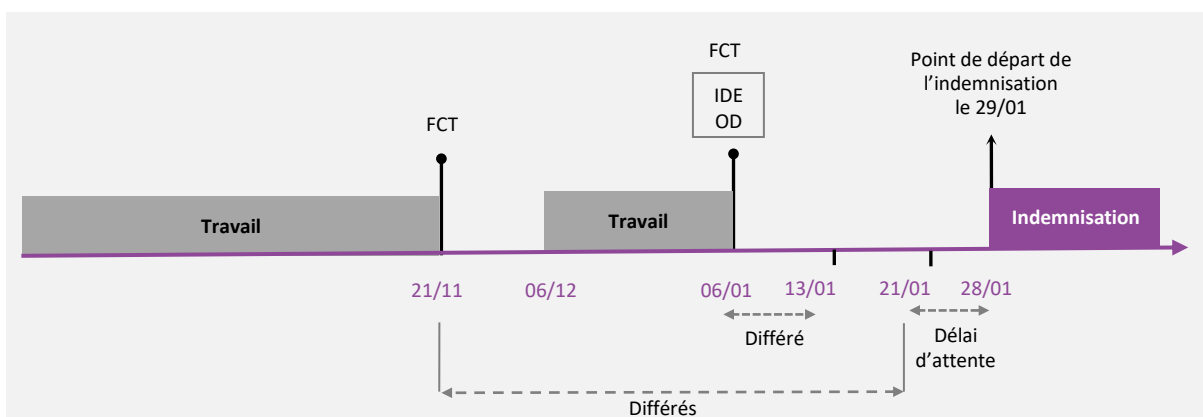 FCT
IDE
OD
FCT
Point de départ de
l’indemnisation
le 29/01
Travail
Travail
Indemnisation
21/11
06/12
06/01
13/01
21/01
28/01
Différé
Délai
d’attente
Différés